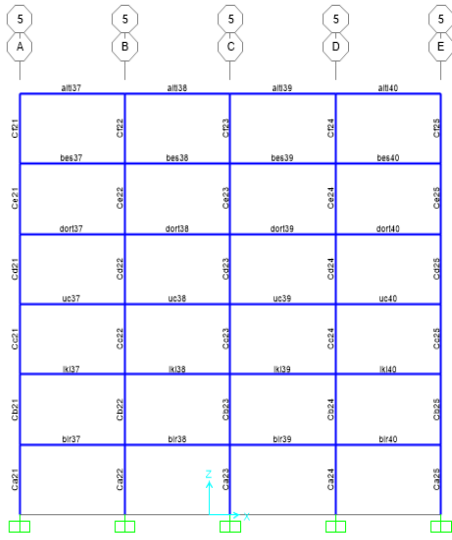 5 5 5 5 5
A B C D E
alti37 alti38 alti39 alti40
Cf21 Cf22 Cf23 Cf24 Cf25
bes37 bes38 bes39 bes40
Ce21 Ce22 Ce23 Ce24 Ce25
dort37 dort38 dort39 dort40
Cd21 Cd22 Cd23 Cd24 Cd25
uc37 uc38 uc39 uc40
Cc21 Cc22 Cc23 Cc24 Cc25
iki37 iki38 iki39 iki40
Cb21 Cb22 Cb23 Cb24 Cb25
bir37 bir38 bir39 bir40
Ca21 Ca22 Ca23 Ca24 Ca25
Z
X